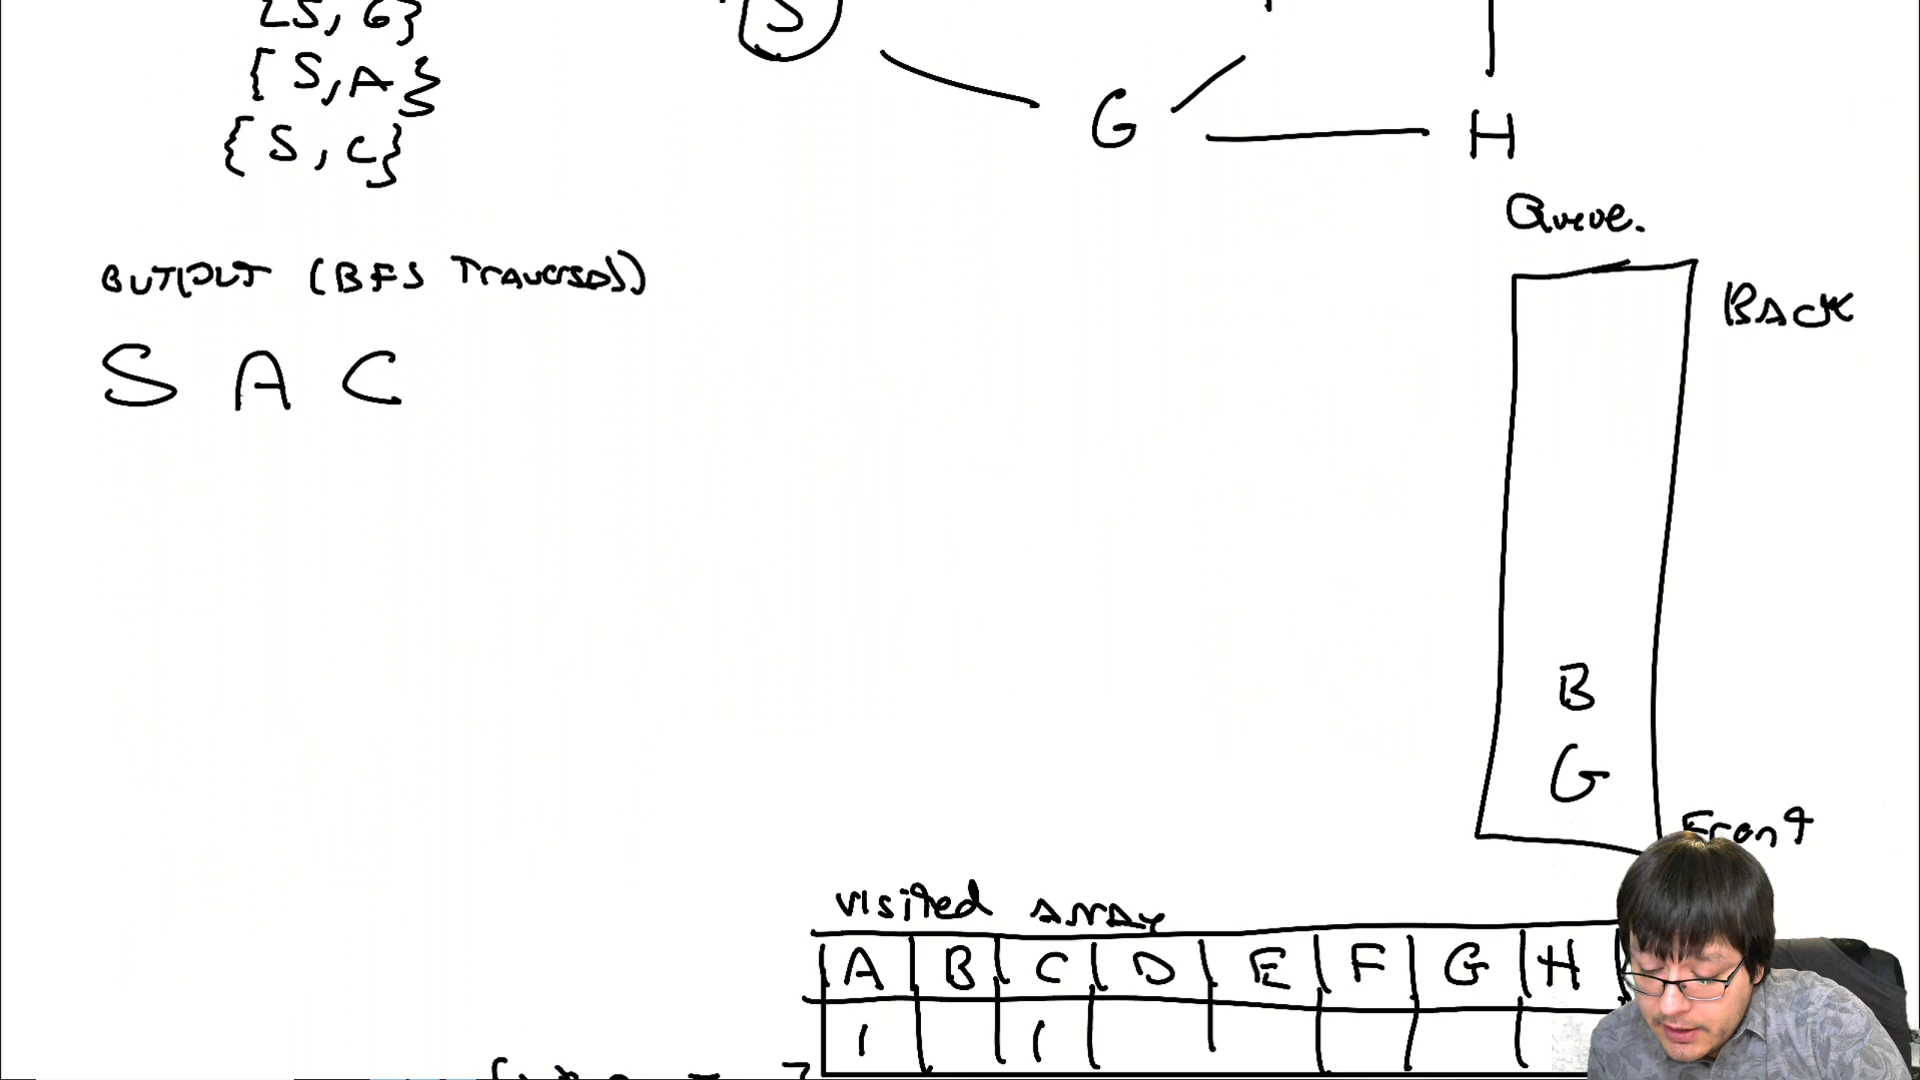 {S, G}
{S, A}
{S, C}
S
G
H
Queue.
OUTPUT (BFS Traversal)
Back
S A C
B
G
Front
visited array
A B C D E F G H
1 1